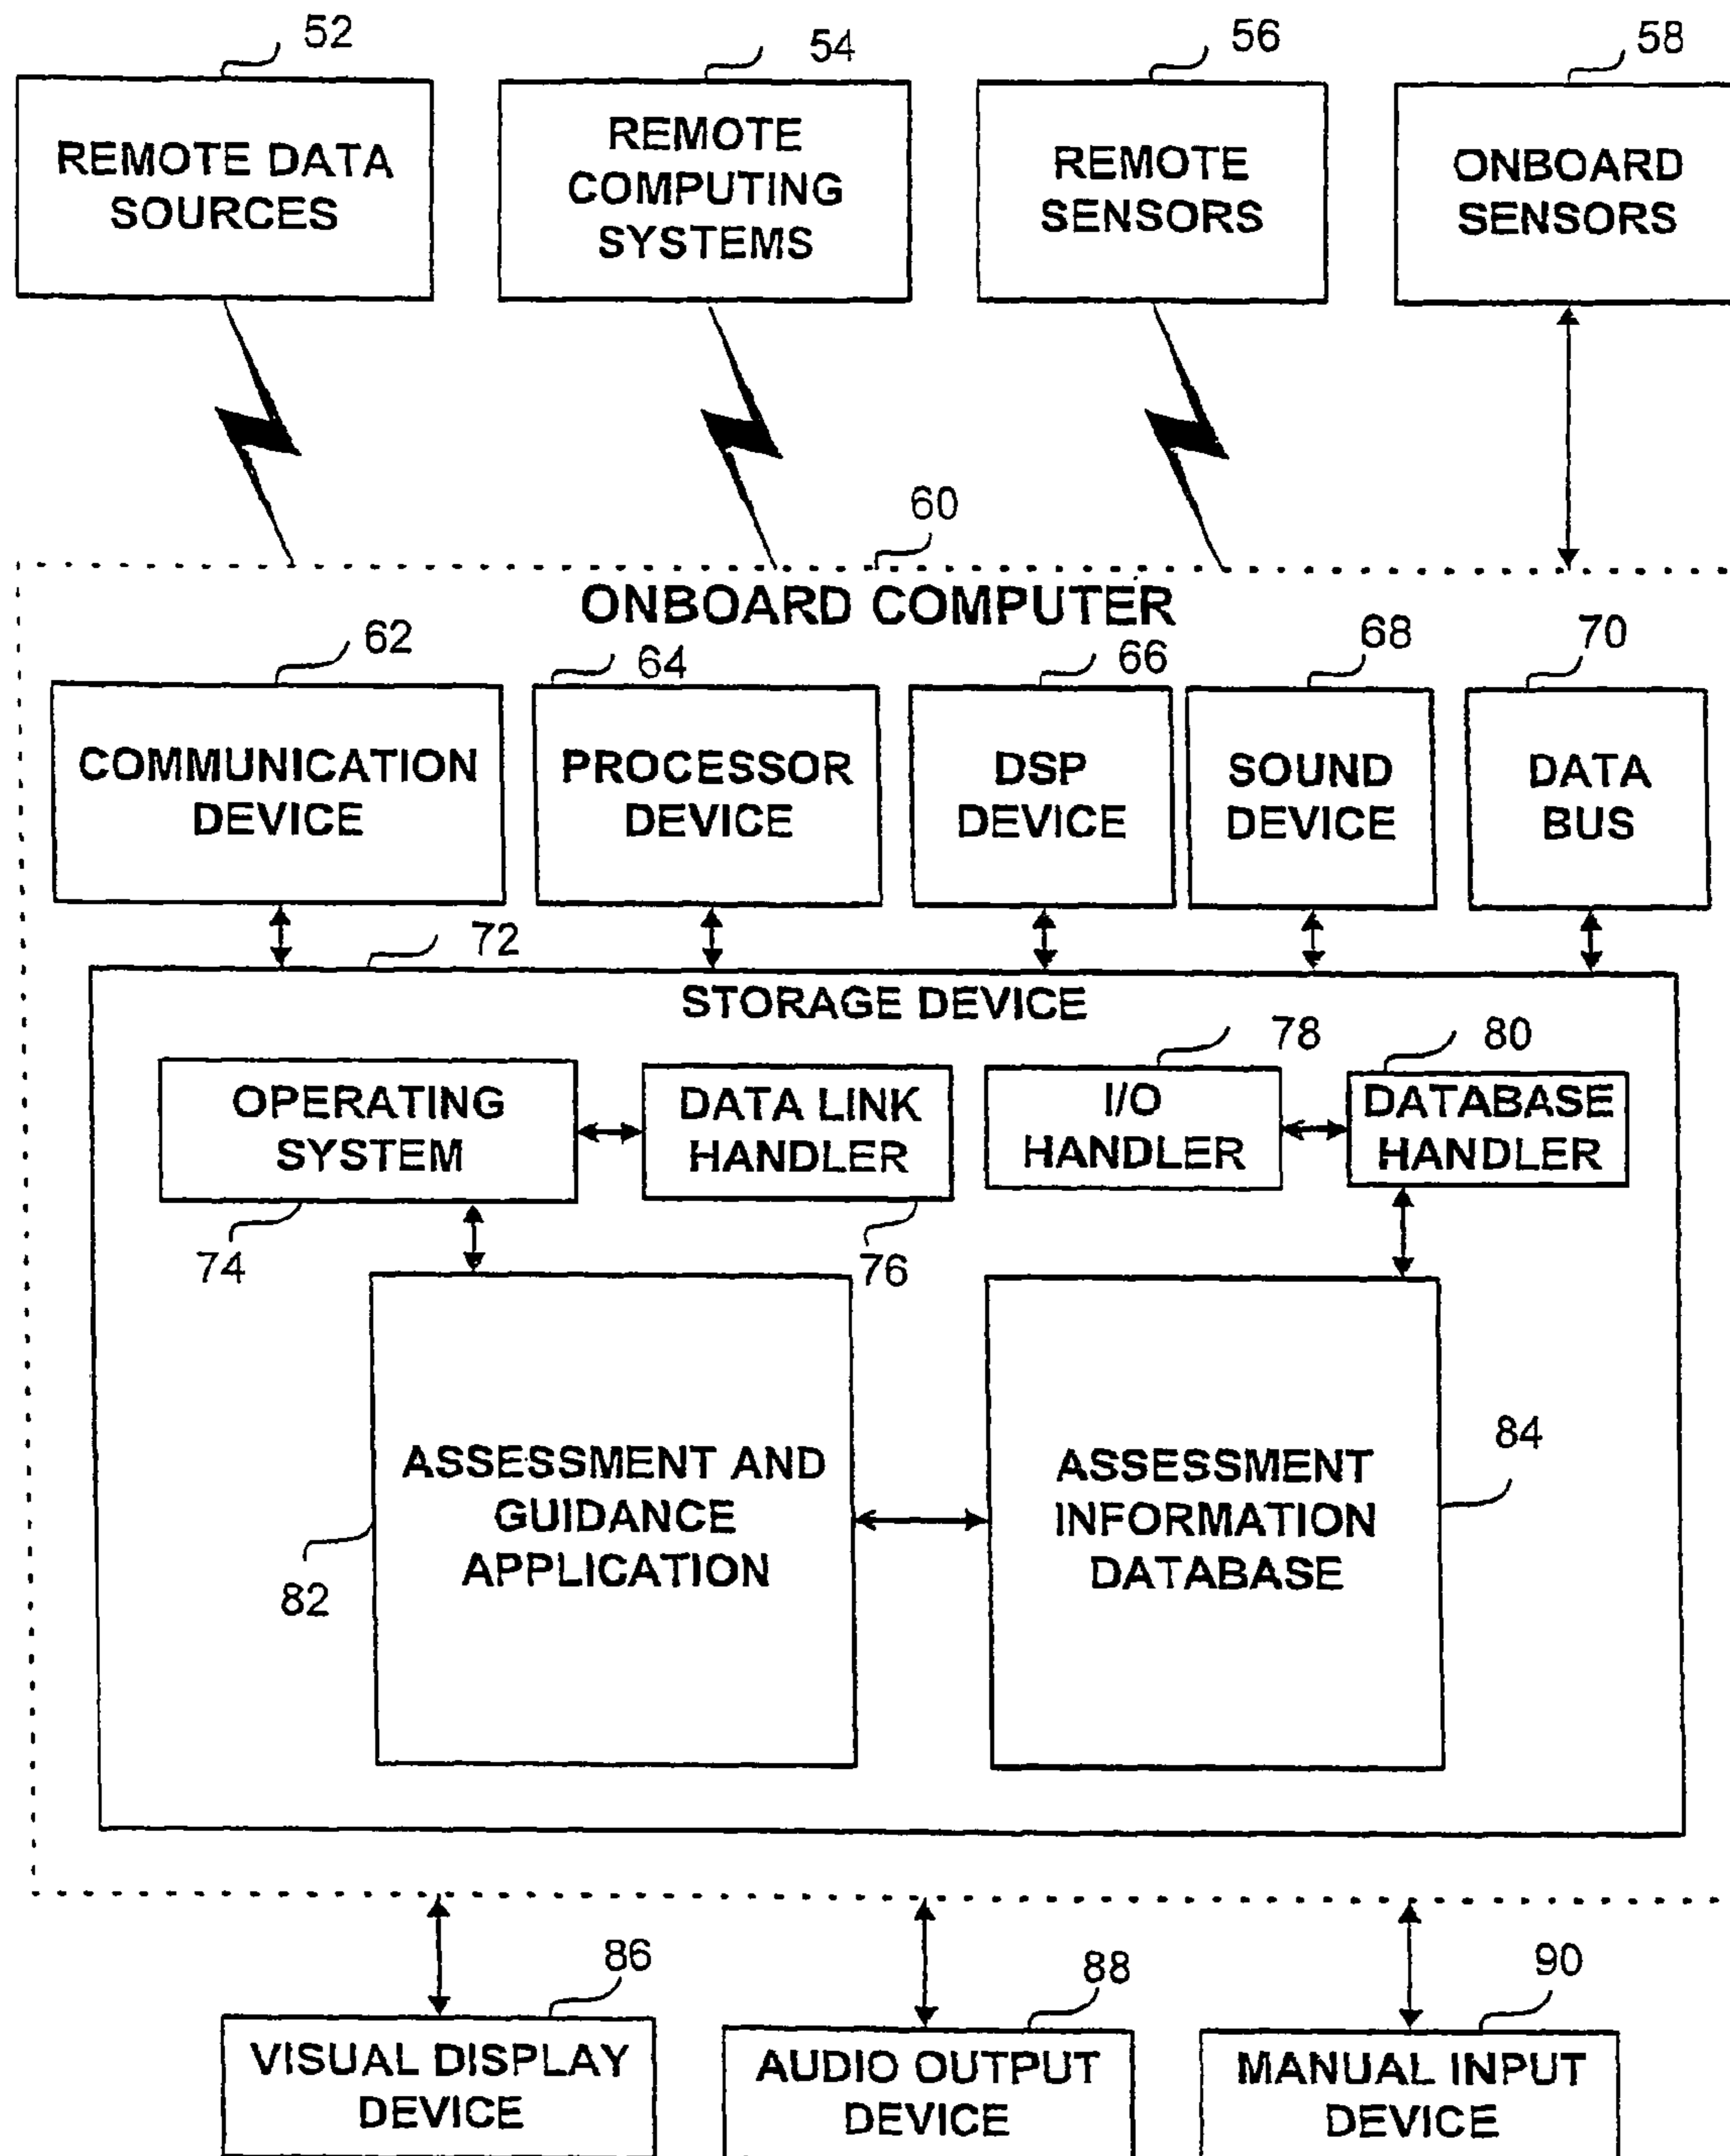 52
54
56
58
REMOTE DATA
SOURCES
REMOTE
COMPUTING
SYSTEMS
REMOTE
SENSORS
ONBOARD
SENSORS
60
ONBOARD COMPUTER
62
64
66
68
70
COMMUNICATION
DEVICE
PROCESSOR
DEVICE
DSP
DEVICE
SOUND
DEVICE
DATA
BUS
72
STORAGE DEVICE
78
80
OPERATING
SYSTEM
DATA LINK
HANDLER
I/O
HANDLER
DATABASE
HANDLER
74
76
ASSESSMENT AND
GUIDANCE
APPLICATION
82
ASSESSMENT
INFORMATION
DATABASE
84
86
88
90
VISUAL DISPLAY
DEVICE
AUDIO OUTPUT
DEVICE
MANUAL INPUT
DEVICE